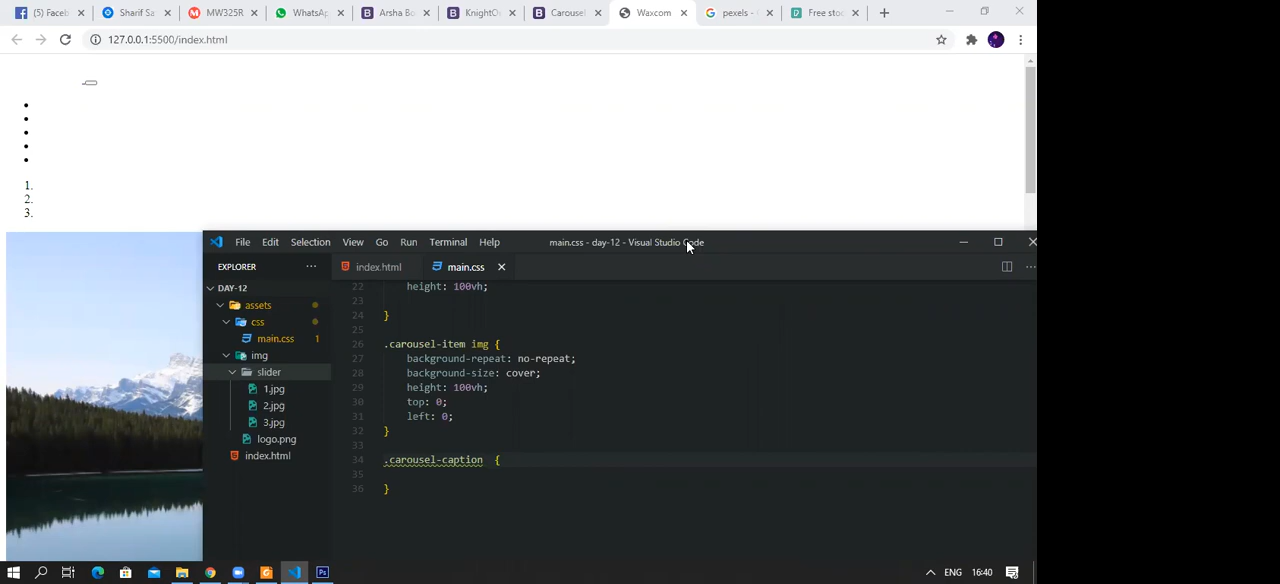 (5) Faceb
Sharif Sa
MW325R
WhatsAp
Arsha Bo
KnightO
Carousel
Waxcom
pexels -
Free stoc
127.0.0.1:5500/index.html
1.
2.
3.
File Edit Selection View Go Run Terminal Help
main.css - day-12 - Visual Studio Code
EXPLORER
index.html
main.css
DAY-12
assets
css
main.css 1
img
slider
1.jpg
2.jpg
3.jpg
logo.png
index.html
22 height: 100vh;
23
24 }
25
26 .carousel-item img {
27 background-repeat: no-repeat;
28 background-size: cover;
29 height: 100vh;
30 top: 0;
31 left: 0;
32 }
33
34 .carousel-caption {
35
36 }
ENG 16:40